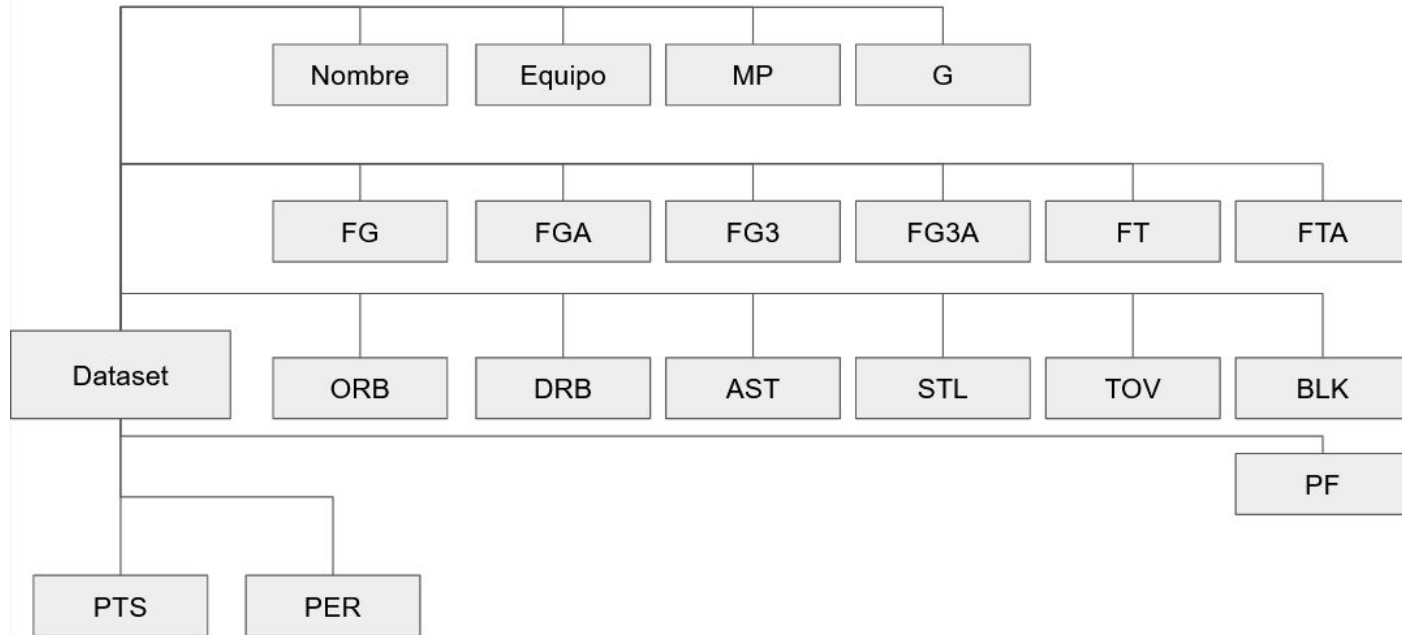 Nombre Equipo MP G
FG FGA FG3 FG3A FT FTA
Dataset
ORB DRB AST STL TOV BLK
PF
PTS PER